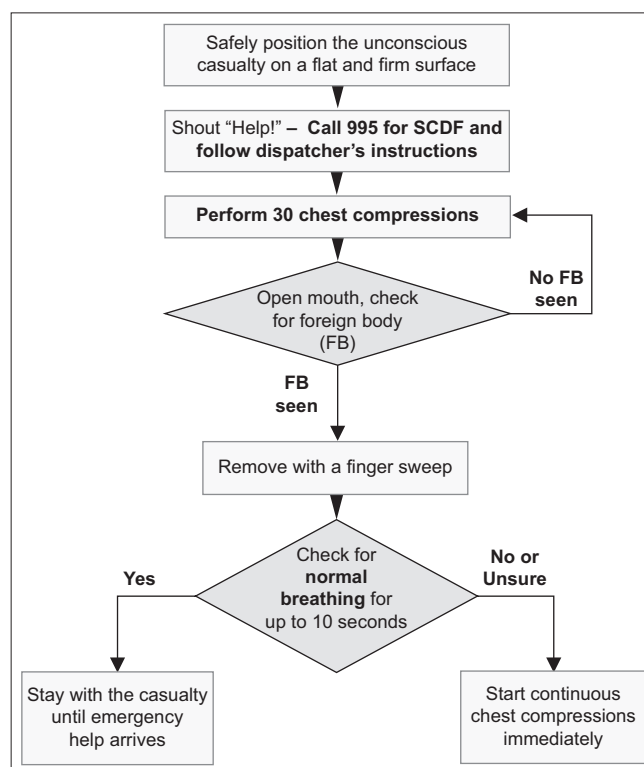 Safely position the unconscious
casualty on a flat and firm surface
Shout “Help!” – Call 995 for SCDF and
follow dispatcher’s instructions
Perform 30 chest compressions
Open mouth, check
for foreign body
(FB)
No FB
seen
FB
seen
Remove with a finger sweep
Check for
normal
breathing for
up to 10 seconds
Yes
No or
Unsure
Stay with the casualty
until emergency
help arrives
Start continuous
chest compressions
immediately